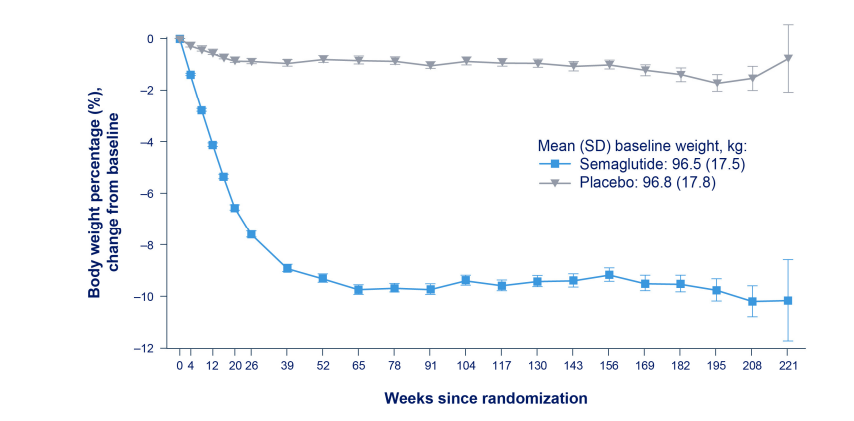 Body weight percentage (%),
change from baseline
0
–2
–4
–6
–8
–10
–12
Mean (SD) baseline weight, kg:
Semaglutide: 96.5 (17.5)
Placebo: 96.8 (17.8)
0 4 12 20 26 39 52 65 78 91 104 117 130 143 156 169 182 195 208 221
Weeks since randomization